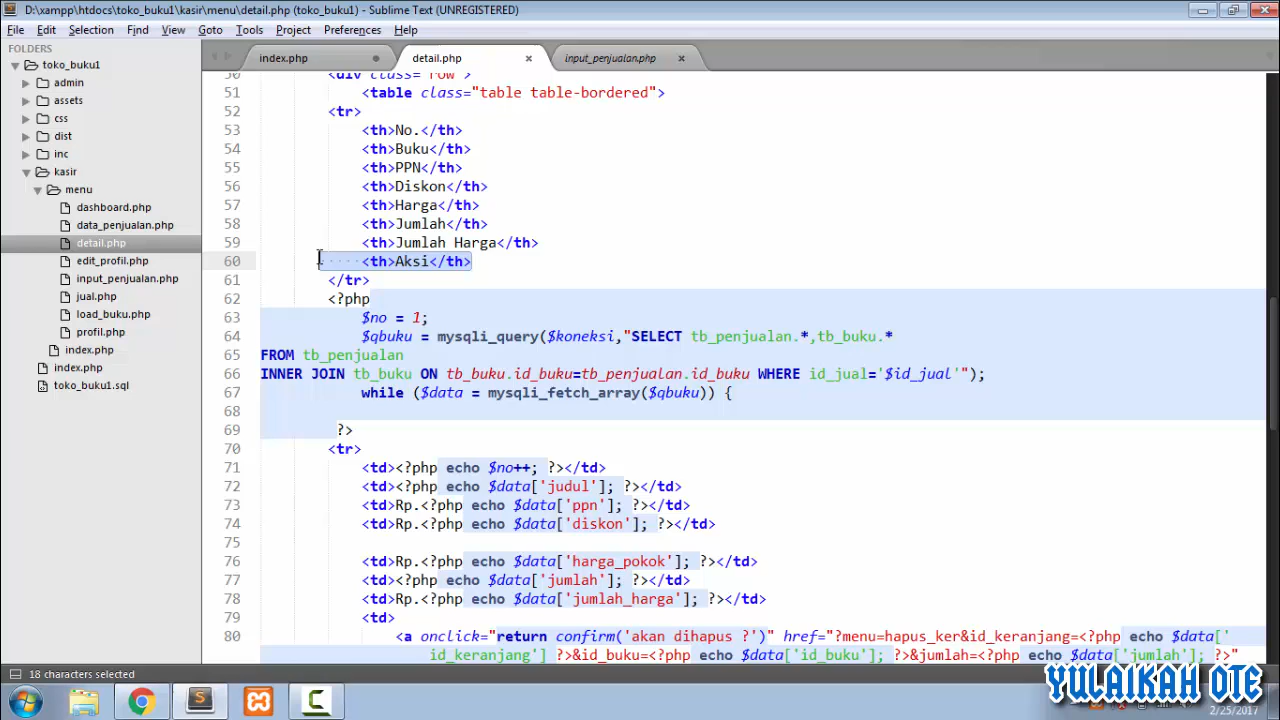 D:\xampp\htdocs\toko_buku1\kasir\menu\detail.php (toko_buku1) - Sublime Text (UNREGISTERED)
File Edit Selection Find View Goto Tools Project Preferences Help
FOLDERS
toko_buku1
admin
assets
css
dist
inc
kasir
menu
dashboard.php
data_penjualan.php
detail.php
edit_profil.php
input_penjualan.php
jual.php
load_buku.php
profil.php
index.php
index.php
toko_buku1.sql
index.php detail.php input_penjualan.php
50 <div class="row">
51 <table class="table table-bordered">
52 <tr>
53 <th>No.</th>
54 <th>Buku</th>
55 <th>PPN</th>
56 <th>Diskon</th>
57 <th>Harga</th>
58 <th>Jumlah</th>
59 <th>Jumlah Harga</th>
60 <th>Aksi</th>
61 </tr>
62 <?php
63 $no = 1;
64 $qbuku = mysqli_query($koneksi,"SELECT tb_penjualan.*,tb_buku.*
65 FROM tb_penjualan
66 INNER JOIN tb_buku ON tb_buku.id_buku=tb_penjualan.id_buku WHERE id_jual='$id_jual'");
67 while ($data = mysqli_fetch_array($qbuku)) {
68
69 ?>
70 <tr>
71 <td><?php echo $no++; ?></td>
72 <td><?php echo $data['judul']; ?></td>
73 <td>Rp.<?php echo $data['ppn']; ?></td>
74 <td>Rp.<?php echo $data['diskon']; ?></td>
75
76 <td>Rp.<?php echo $data['harga_pokok']; ?></td>
77 <td><?php echo $data['jumlah']; ?></td>
78 <td>Rp.<?php echo $data['jumlah_harga']; ?></td>
79 <td>
80 <a onclick="return confirm('akan dihapus ?')" href="?menu=hapus_ker&id_keranjang=<?php echo $data['
id_keranjang'] ?>&id_buku=<?php echo $data['id_buku']; ?>&jumlah=<?php echo $data['jumlah']; ?>"
18 characters selected
YULAIKAH OTE
2/25/2017